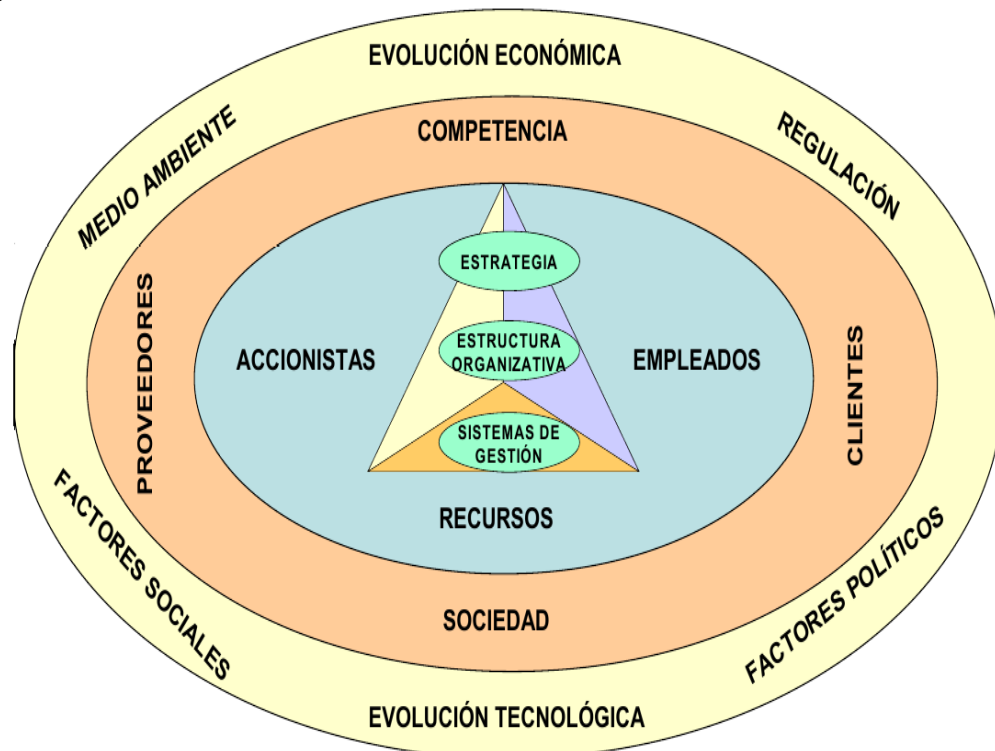 EVOLUCIÓN ECONÓMICA
COMPETENCIA
MEDIO AMBIENTE
REGULACIÓN
ESTRATEGIA
PROVEEDORES
ACCIONISTAS
ESTRUCTURA
ORGANIZATIVA
EMPLEADOS
CLIENTES
SISTEMAS DE
GESTIÓN
RECURSOS
FACTORES SOCIALES
SOCIEDAD
FACTORES POLÍTICOS
EVOLUCIÓN TECNOLÓGICA